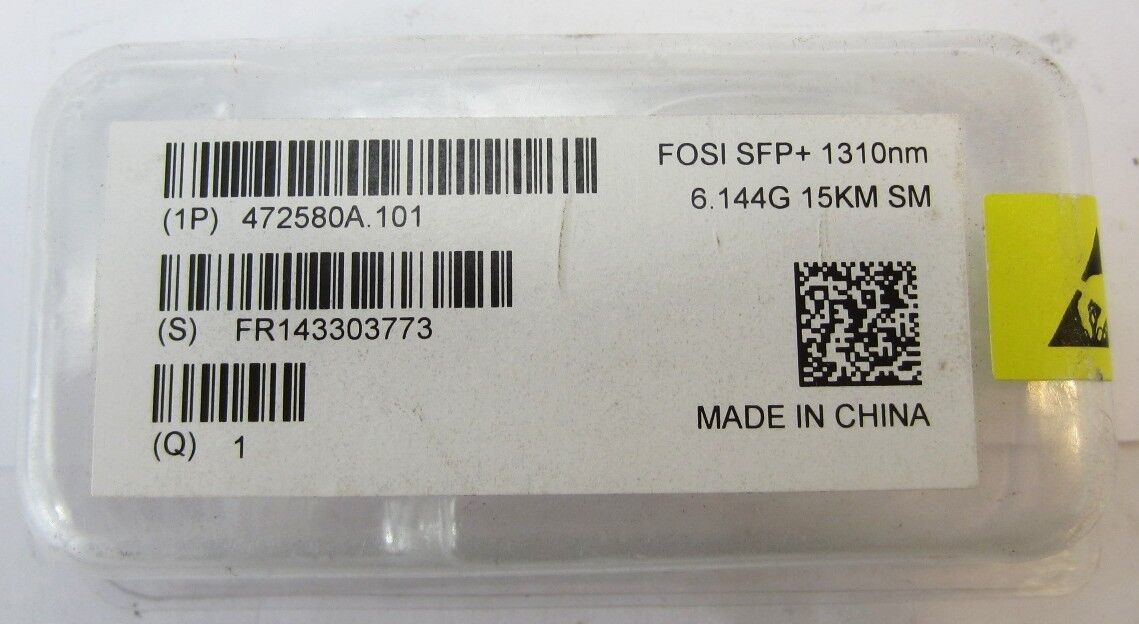 (1P) 472580A.101
(S) FR143303773
(Q) 1
FOSI SFP+ 1310nm
6.144G 15KM SM
MADE IN CHINA